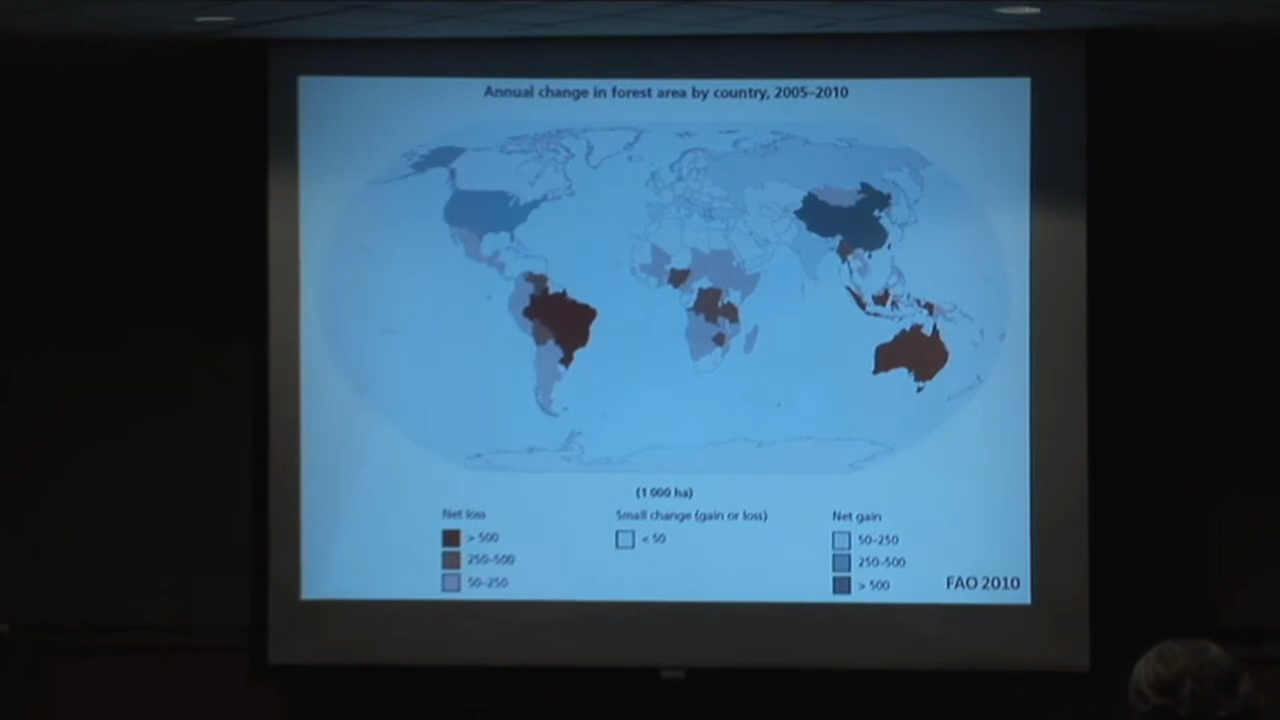 Annual change in forest area by country, 2005–2010
(1 000 ha)
Net loss
> 500
250–500
50–250
Small change (gain or loss)
< 50
Net gain
50–250
250–500
> 500
FAO 2010